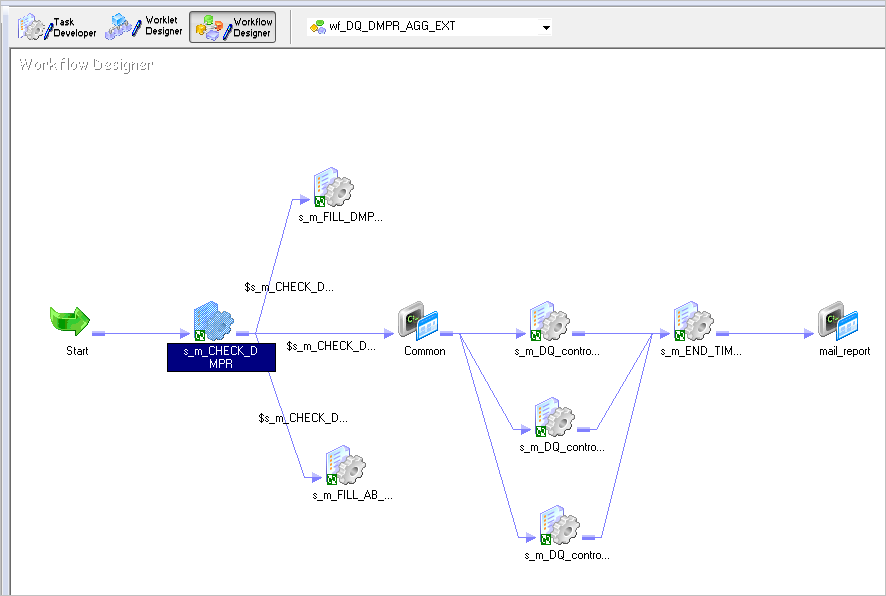 Task
Developer
Worklet
Designer
Workflow
Designer
wf_DQ_DMPR_AGG_EXT
Workflow Designer
s_m_FILL_DMP...
$s_m_CHECK_D...
Start
s_m_CHECK_D
MPR
$s_m_CHECK_D...
Common
s_m_DQ_contro...
s_m_END_TIM...
mail_report
$s_m_CHECK_D...
s_m_DQ_contro...
s_m_FILL_AB_...
s_m_DQ_contro...